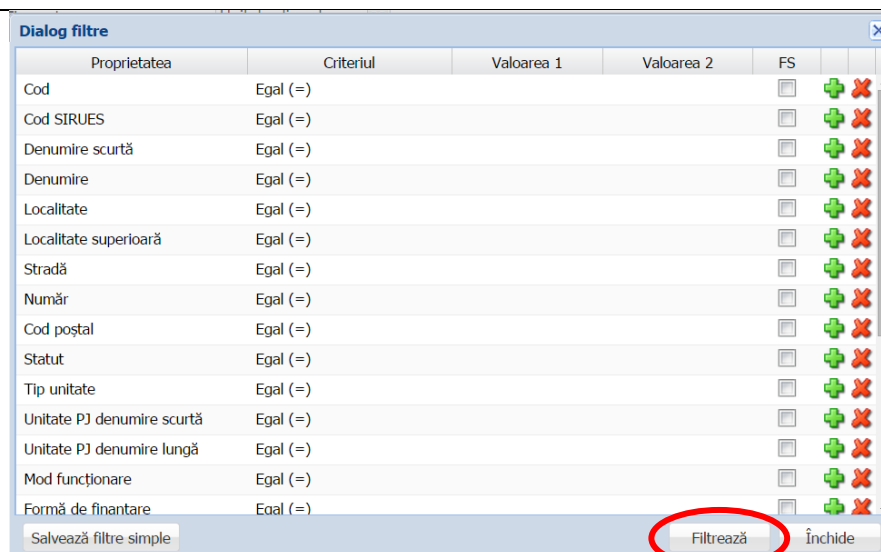 Dialog filtre
Proprietatea Criteriul Valoarea 1 Valoarea 2 FS
Cod Egal (=)
Cod SIRUES Egal (=)
Denumire scurtă Egal (=)
Denumire Egal (=)
Localitate Egal (=)
Localitate superioară Egal (=)
Stradă Egal (=)
Număr Egal (=)
Cod poștal Egal (=)
Statut Egal (=)
Tip unitate Egal (=)
Unitate PJ denumire scurtă Egal (=)
Unitate PJ denumire lungă Egal (=)
Mod funcționare Egal (=)
Formă de finanțare Egal (=)
Salvează filtre simple Filtrează Închide